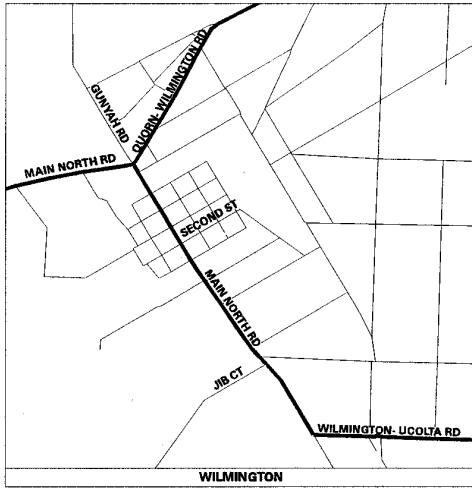 GUNYAH RD
QUORN- WILMINGTON RD
MAIN NORTH RD
SECOND ST
MAIN NORTH RD
JIB CT
WILMINGTON- UCOLTA RD
WILMINGTON